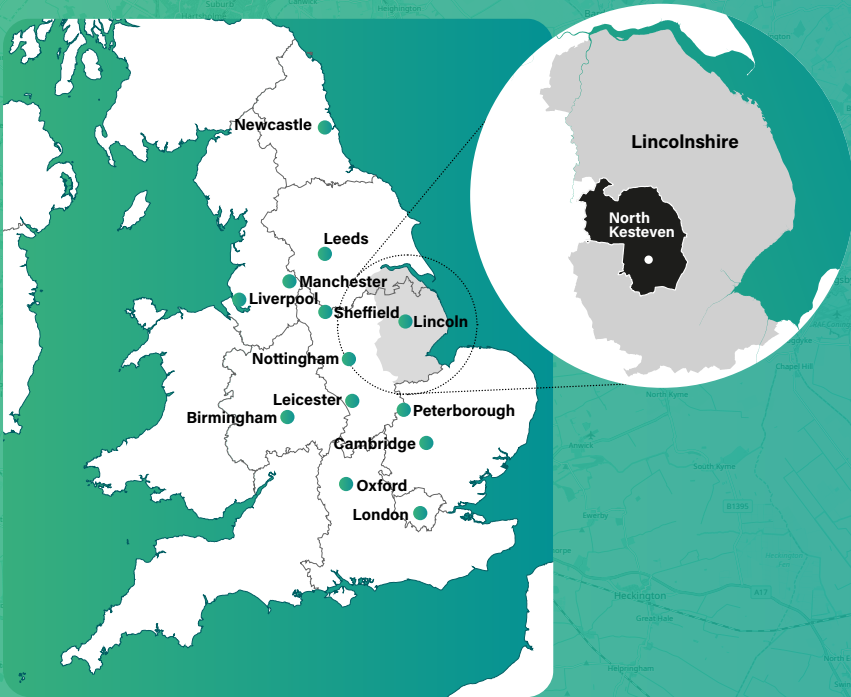 Newcastle
Leeds
Manchester
Liverpool
Sheffield
Lincoln
Nottingham
Leicester
Birmingham
Peterborough
Cambridge
Oxford
London
Lincolnshire
North
Kesteven
Heighington
Chapel Hill
North Kyme
Anwick
South Kyme
B1395
Ewerby
Heckington
A17
Great Hale
Helpringham